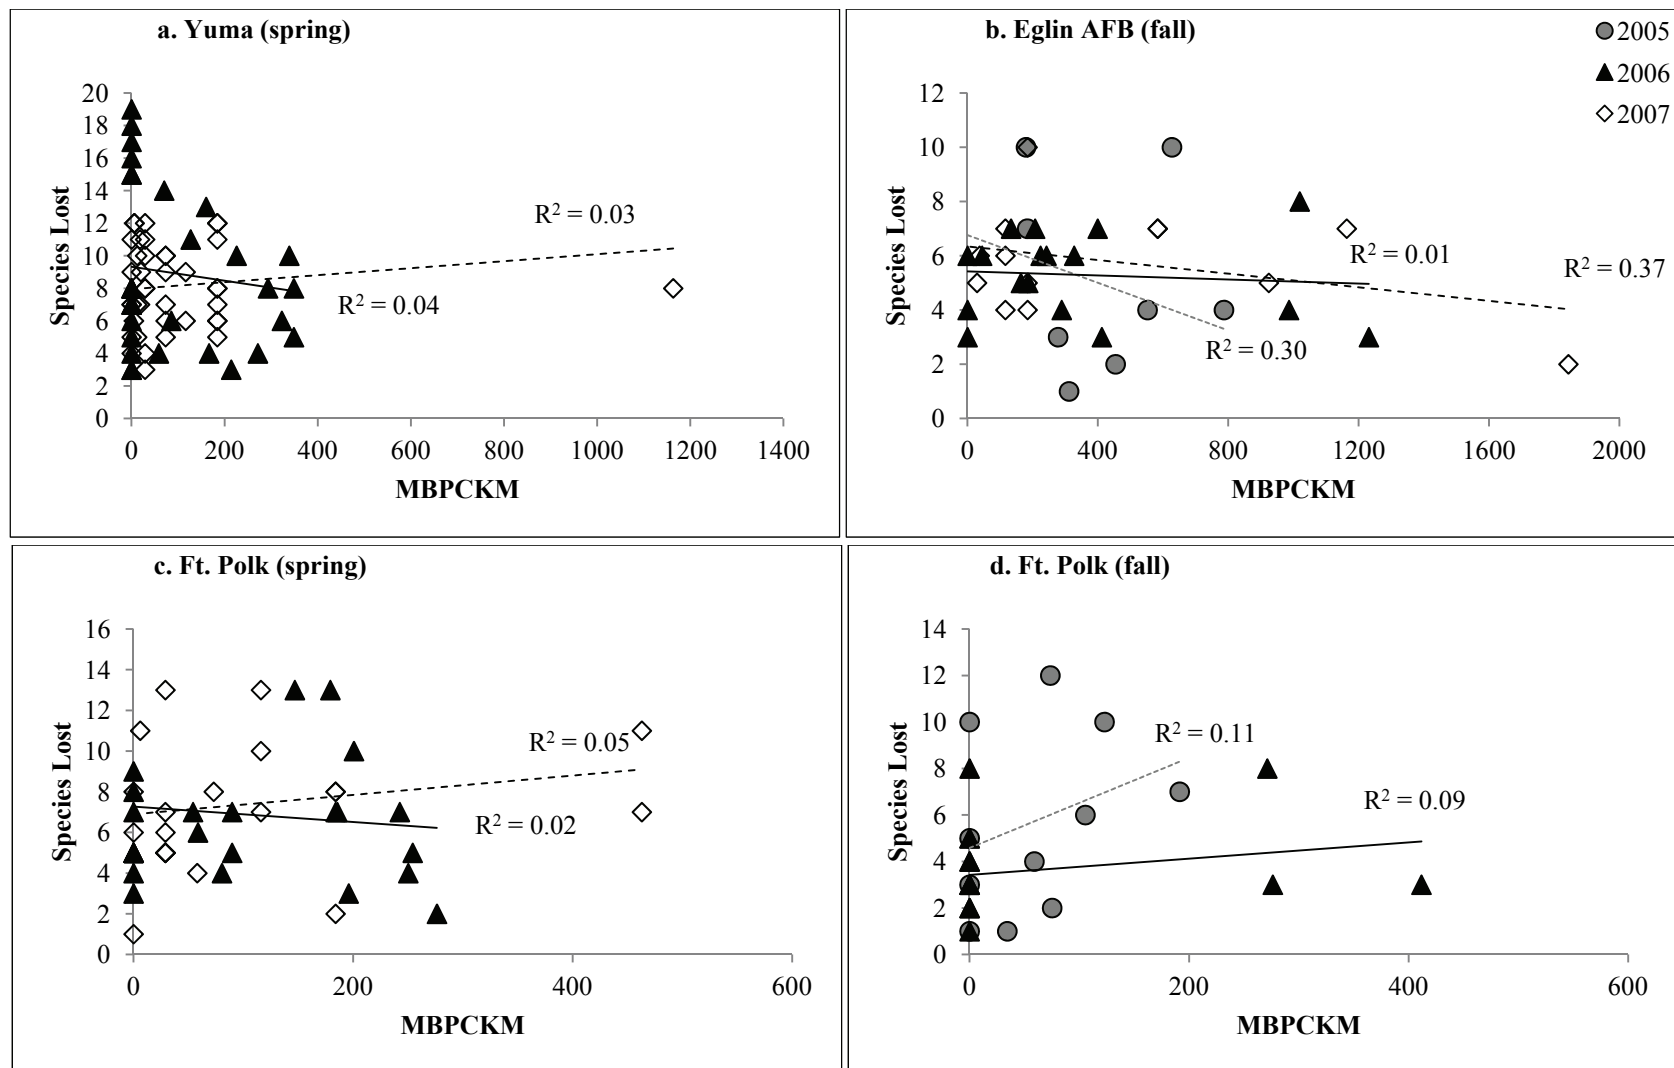 a. Yuma (spring)
20
18
16
14
12
10
8
6
4
2
0
Species Lost
R² = 0.03
R² = 0.04
0 200 400 600 800 1000 1200 1400
MBPCKM
b. Eglin AFB (fall)
2005
2006
2007
12
10
8
6
4
2
0
Species Lost
R² = 0.01
R² = 0.37
R² = 0.30
0 400 800 1200 1600 2000
MBPCKM
c. Ft. Polk (spring)
16
14
12
10
8
6
4
2
0
Species Lost
R² = 0.05
R² = 0.02
0 200 400 600
MBPCKM
d. Ft. Polk (fall)
14
12
10
8
6
4
2
0
Species Lost
R² = 0.11
R² = 0.09
0 200 400 600
MBPCKM